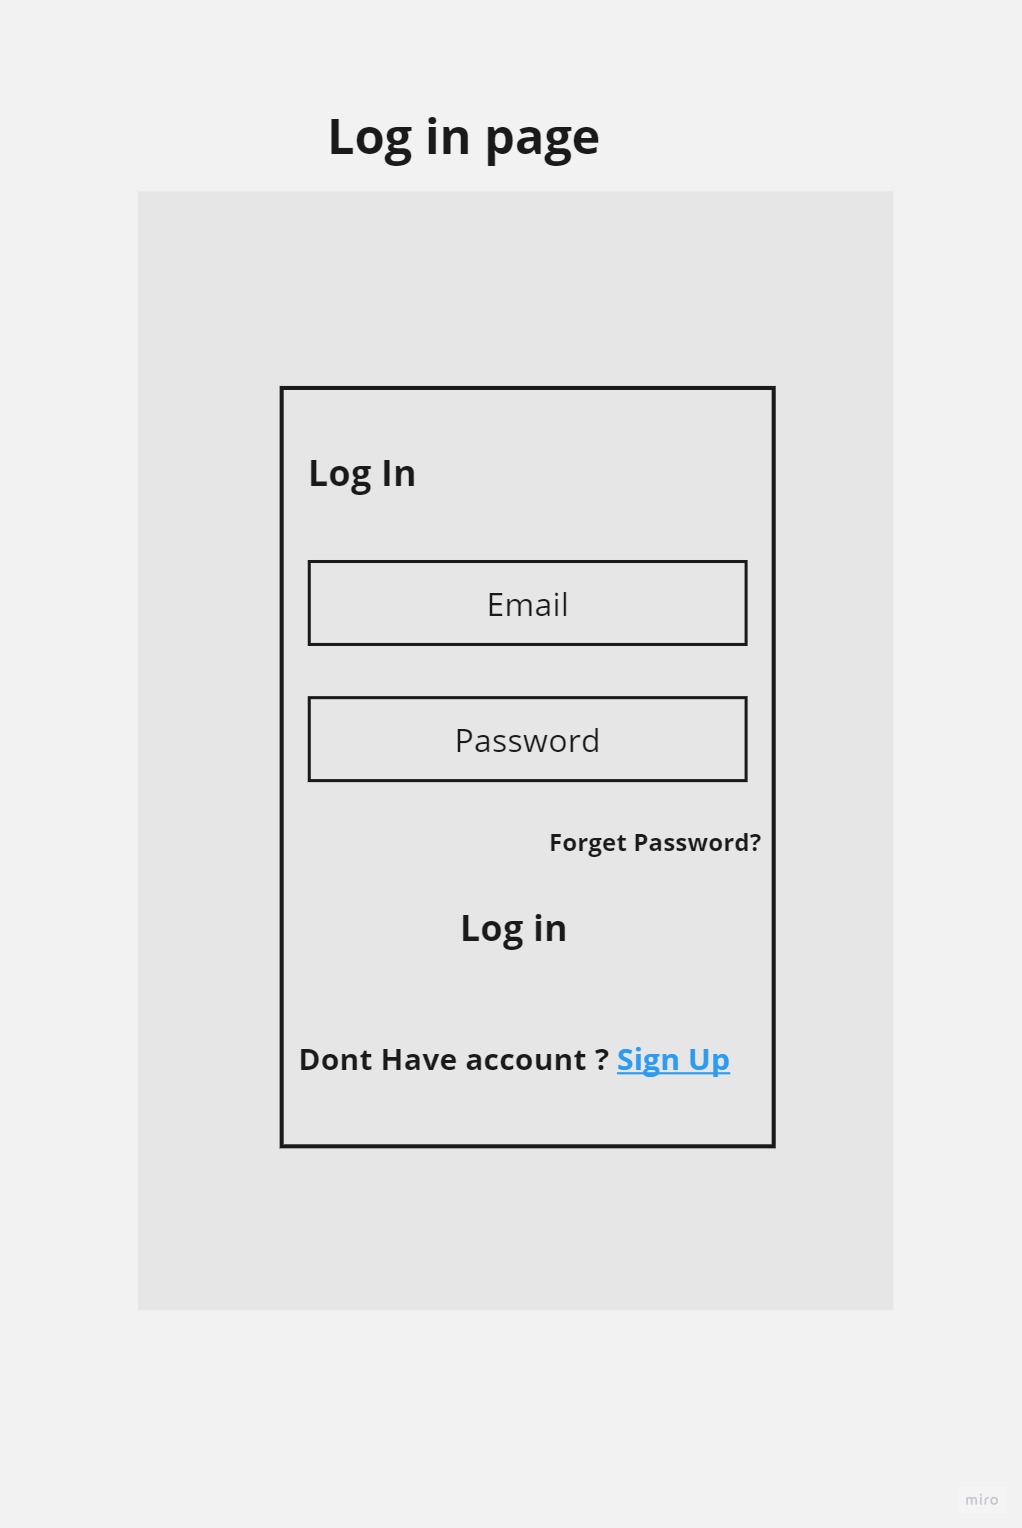 Log in page
Log In
Email
Password
Forget Password?
Log in
Dont Have account ? Sign Up
miro